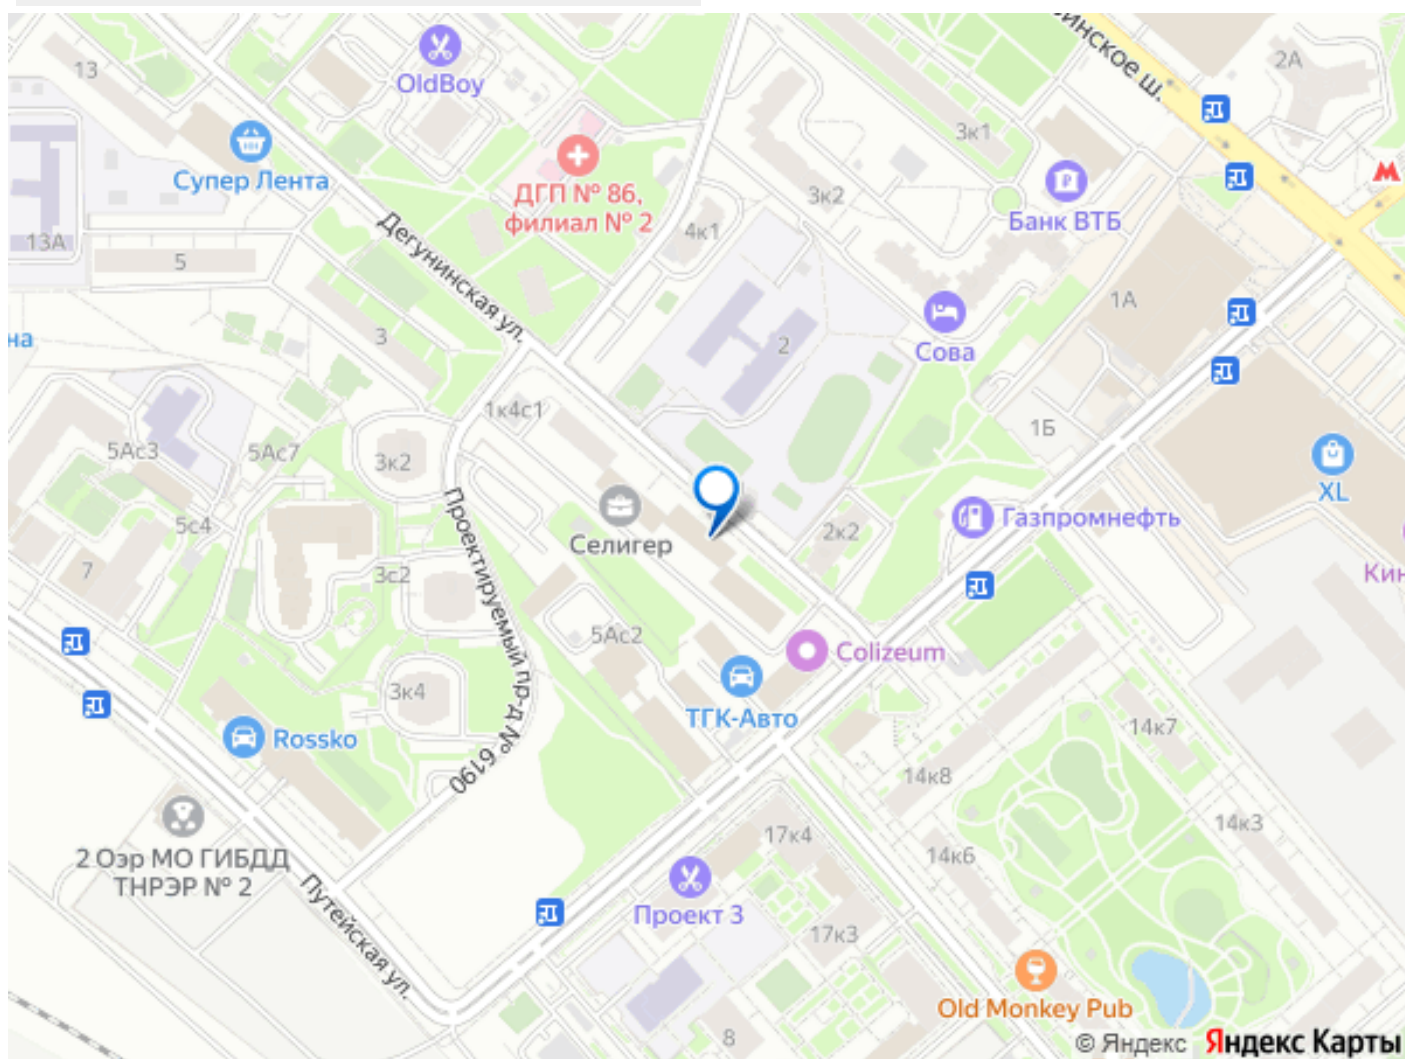 ИНСКОЕ Ш.
2А
13
OldBoy
3к1
Супер Лента
ДГП № 86,
филиал № 2
3к2
Банк ВТБ
4к1
13А
5
Дегунинская ул.
1А
на
3
2
Сова
1к4с1
1Б
5Ас3
5Ас7
3к2
XL
Селигер
5с4
2к2
Газпромнефть
7
3с2
Кин
Проектируемый пр-д № 6190
5Ас2
Colizeum
3к4
ТГК-Авто
14к7
Rossko
14к8
2 Оэр МО ГИБДД
ТНРЭР № 2
17к4
14к3
14к6
Путейская ул.
Проект 3
17к3
Old Monkey Pub
8
© Яндекс Яндекс Карты